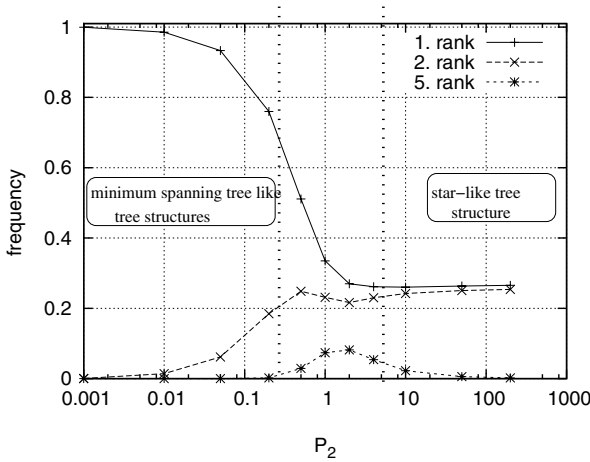 1. rank
2. rank
5. rank
1
0.8
0.6
0.4
0.2
0
frequency
minimum spanning tree like
tree structures
star-like tree
structure
0.001
0.01
0.1
1
10
100
1000
P2